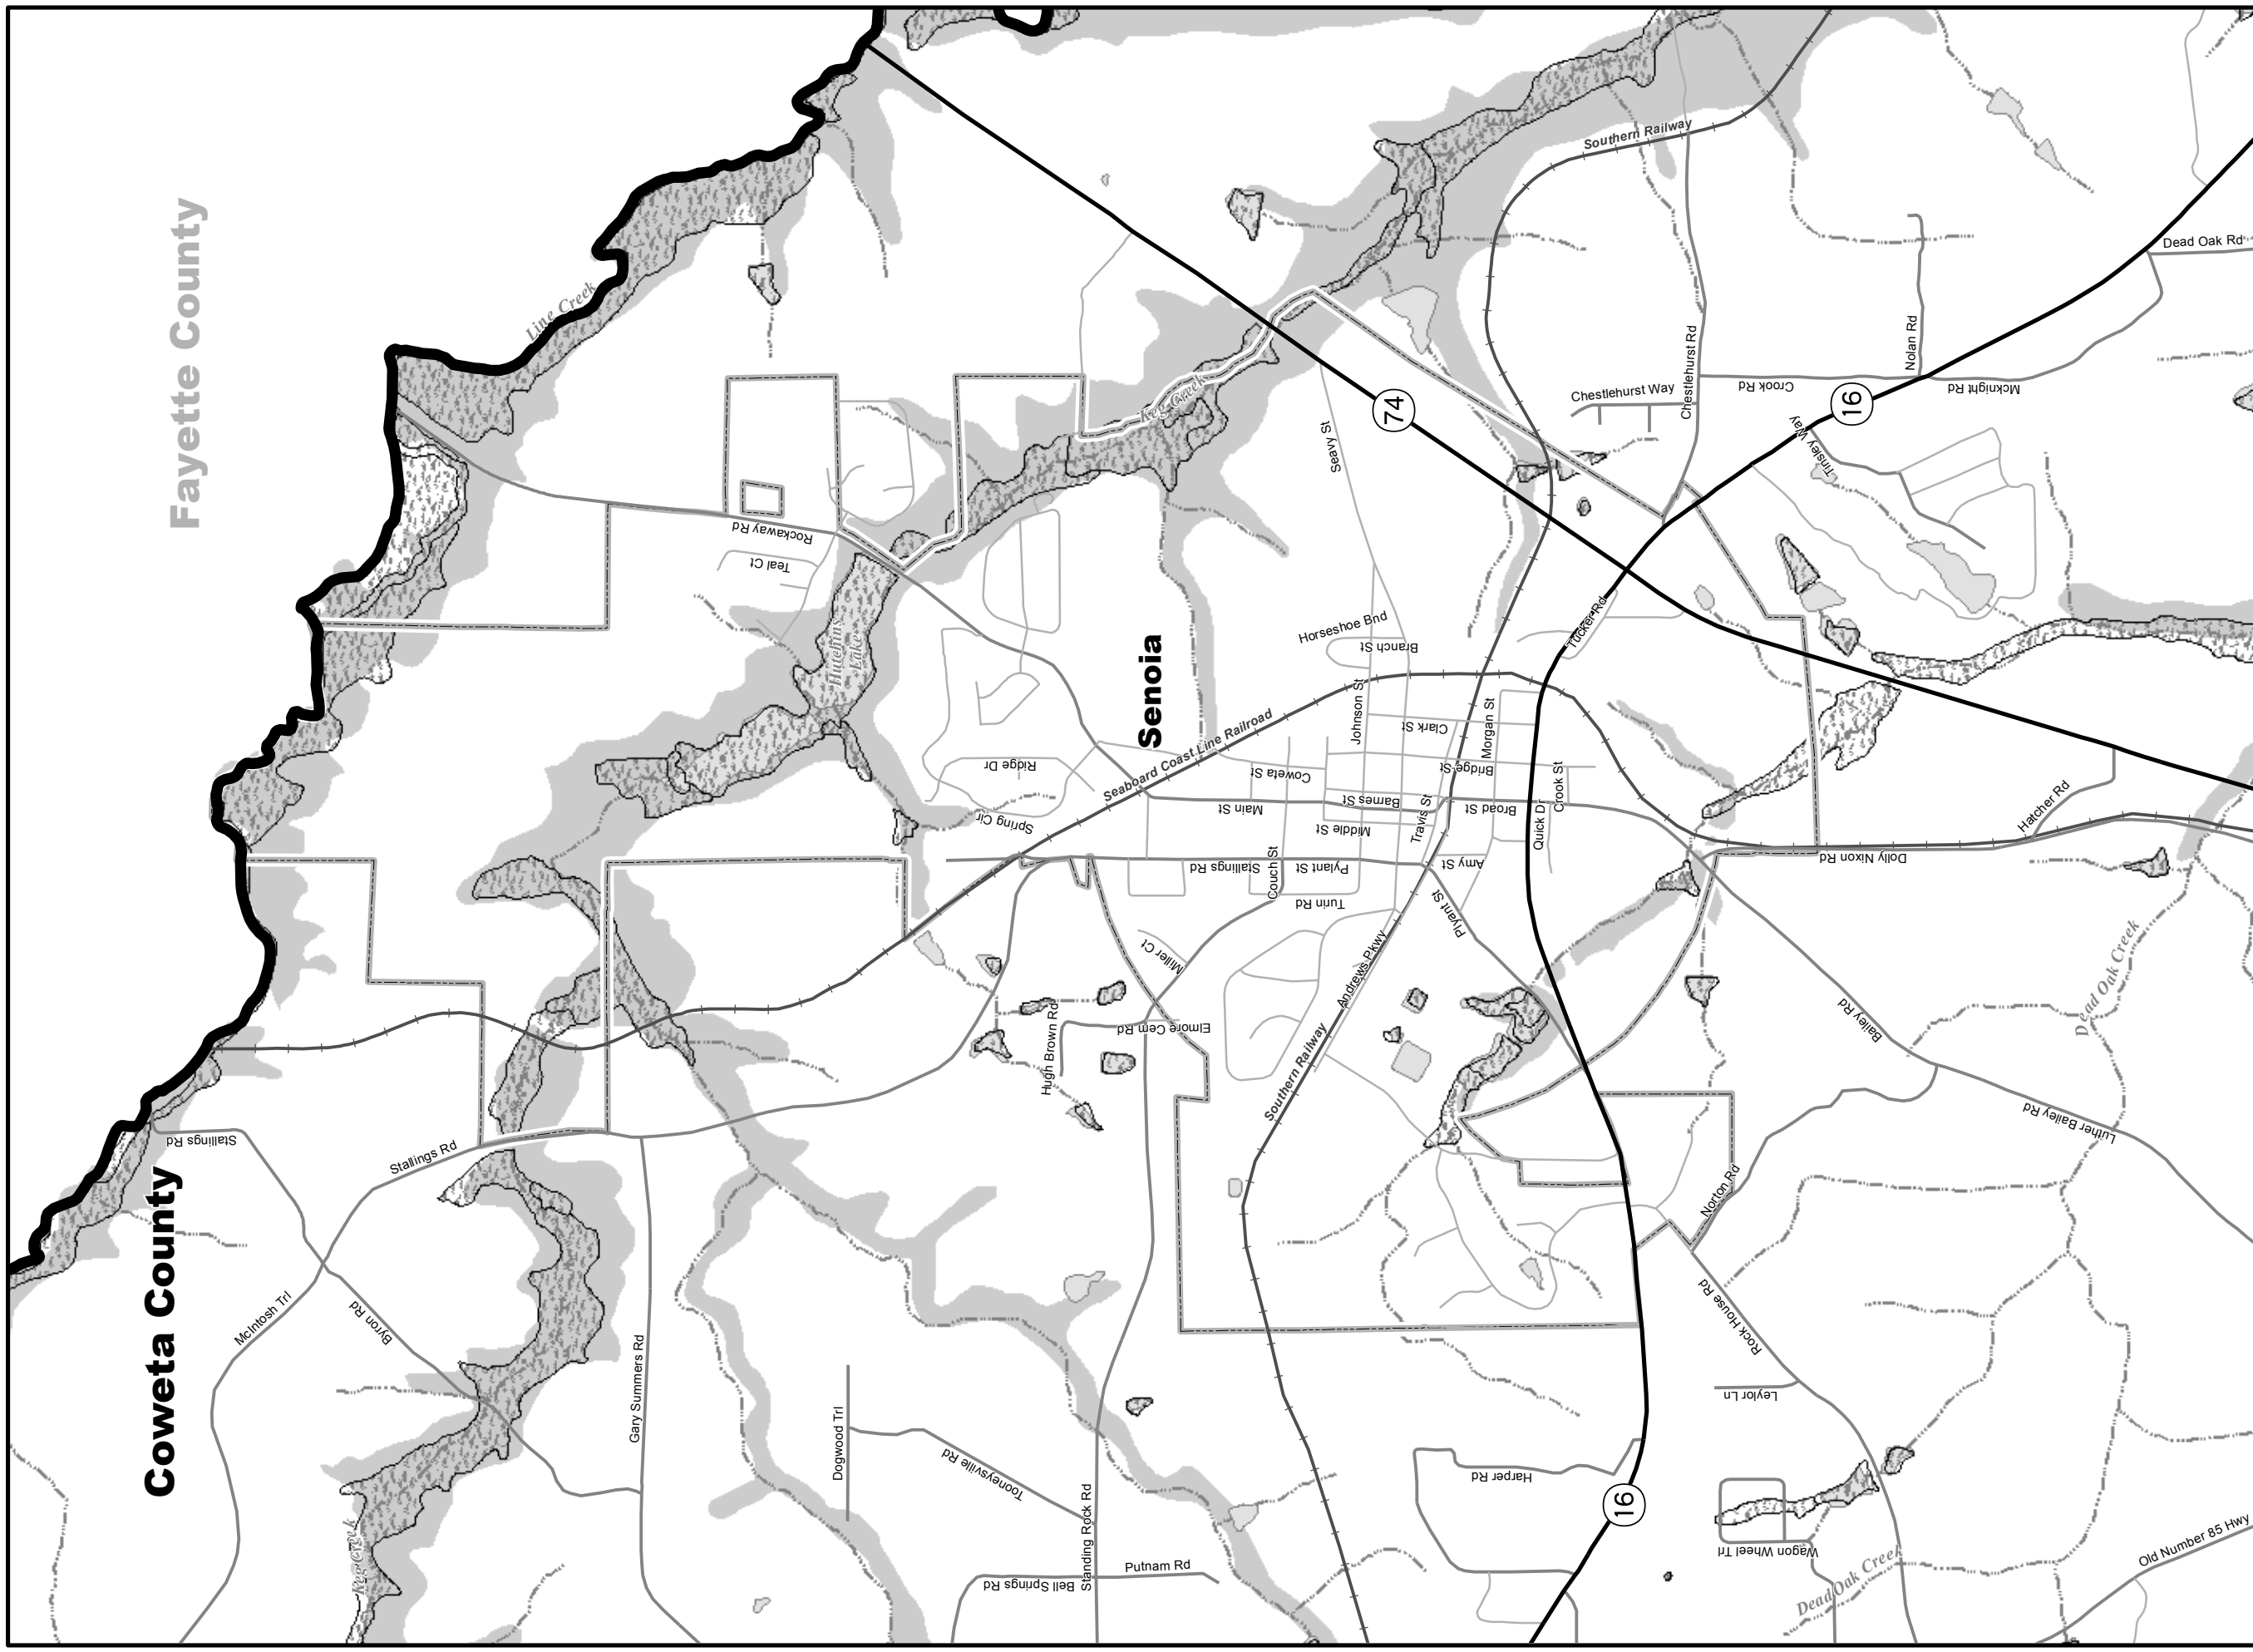 Fayette County
Coweta County
Senoia
Line Creek
Southern Railway
Dead Oak Rd
Nolan Rd
Mcknight Rd
Crook Rd
Chestlehurst Rd
Chestlehurst Way
16
74
Tinsley Way
Keg Creek
Seavy St
Rockaway Rd
Teal Ct
Hutchins
Lake
Horseshoe Bnd
Branch St
Tucker Rd
Johnson St
Clark St
Morgan St
Bridge St
Seaboard Coast Line Railroad
Ridge Dr
Coweta St
Main St
Barnes St
Broad St
Crook St
Spring Cir
Middle St
Travis St
Quick Dr
Hatcher Rd
Dolly Nixon Rd
Stallings Rd
Couch St
Pylant St
Amy St
Turin Rd
Plyant St
Miller Ct
Andrews Pkwy
Dead Oak Creek
Bailey Rd
Elmore Cem Rd
Hugh Brown Rd
Southern Railway
Luther Bailey Rd
Stallings Rd
Stallings Rd
Norton Rd
McIntosh Trl
Byron Rd
Rock House Rd
Gary Summers Rd
Leylor Ln
Dogwood Trl
Tooneysville Rd
Harper Rd
16
Keg Creek
Standing Rock Rd
Putnam Rd
Bell Springs Rd
Wagon Wheel Trl
Dead Oak Creek
Old Number 85 Hwy